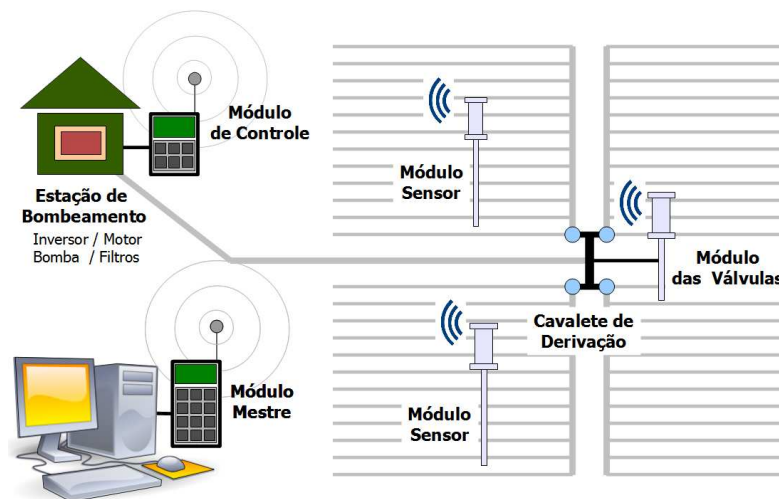 Módulo
de Controle
Estação de
Bombeamento
Inversor / Motor
Bomba / Filtros
Módulo
Mestre
Módulo
Sensor
Módulo
das Válvulas
Cavalete de
Derivação
Módulo
Sensor